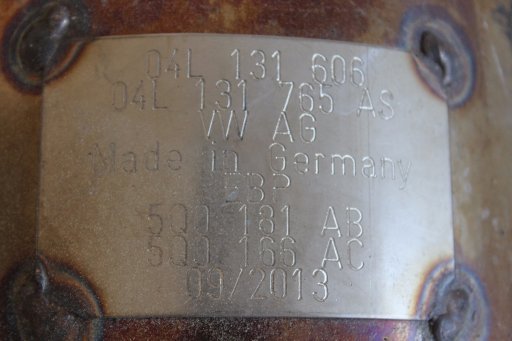 04L 131 606
04L 131 765 AS
VW AG
Made in Germany
5Q0 181 AB
5Q0 166 AC
09/2013